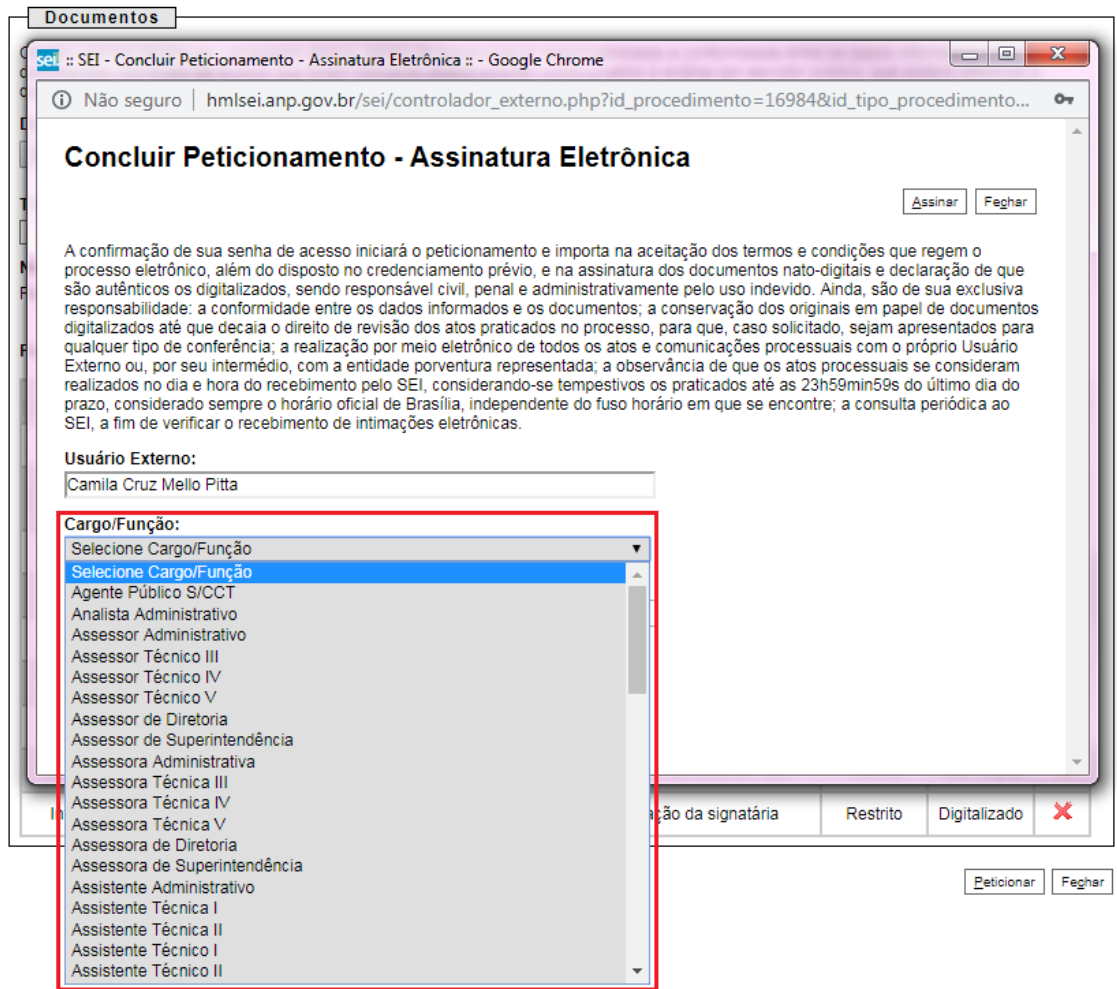 Documentos
sei! :: SEI - Concluir Peticionamento - Assinatura Eletrônica :: - Google Chrome
Não seguro | hmlsei.anp.gov.br/sei/controlador_externo.php?id_procedimento=16984&id_tipo_procedimento...
Concluir Peticionamento - Assinatura Eletrônica
Assinar Fechar
A confirmação de sua senha de acesso iniciará o peticionamento e importa na aceitação dos termos e condições que regem o
processo eletrônico, além do disposto no credenciamento prévio, e na assinatura dos documentos nato-digitais e declaração de que
são autênticos os digitalizados, sendo responsável civil, penal e administrativamente pelo uso indevido. Ainda, são de sua exclusiva
responsabilidade: a conformidade entre os dados informados e os documentos; a conservação dos originais em papel de documentos
digitalizados até que decaia o direito de revisão dos atos praticados no processo, para que, caso solicitado, sejam apresentados para
qualquer tipo de conferência; a realização por meio eletrônico de todos os atos e comunicações processuais com o próprio Usuário
Externo ou, por seu intermédio, com a entidade porventura representada; a observância de que os atos processuais se consideram
realizados no dia e hora do recebimento pelo SEI, considerando-se tempestivos os praticados até as 23h59min59s do último dia do
prazo, considerado sempre o horário oficial de Brasília, independente do fuso horário em que se encontre; a consulta periódica ao
SEI, a fim de verificar o recebimento de intimações eletrônicas.
Usuário Externo:
Camila Cruz Mello Pitta
Cargo/Função:
Selecione Cargo/Função
Selecione Cargo/Função
Agente Público S/CCT
Analista Administrativo
Assessor Administrativo
Assessor Técnico III
Assessor Técnico IV
Assessor Técnico V
Assessor de Diretoria
Assessor de Superintendência
Assessora Administrativa
Assessora Técnica III
Assessora Técnica IV
Assessora Técnica V
Assessora de Diretoria
Assessora de Superintendência
Assistente Administrativo
Assistente Técnica I
Assistente Técnica II
Assistente Técnico I
Assistente Técnico II
ação da signatária Restrito Digitalizado
Peticionar Fechar